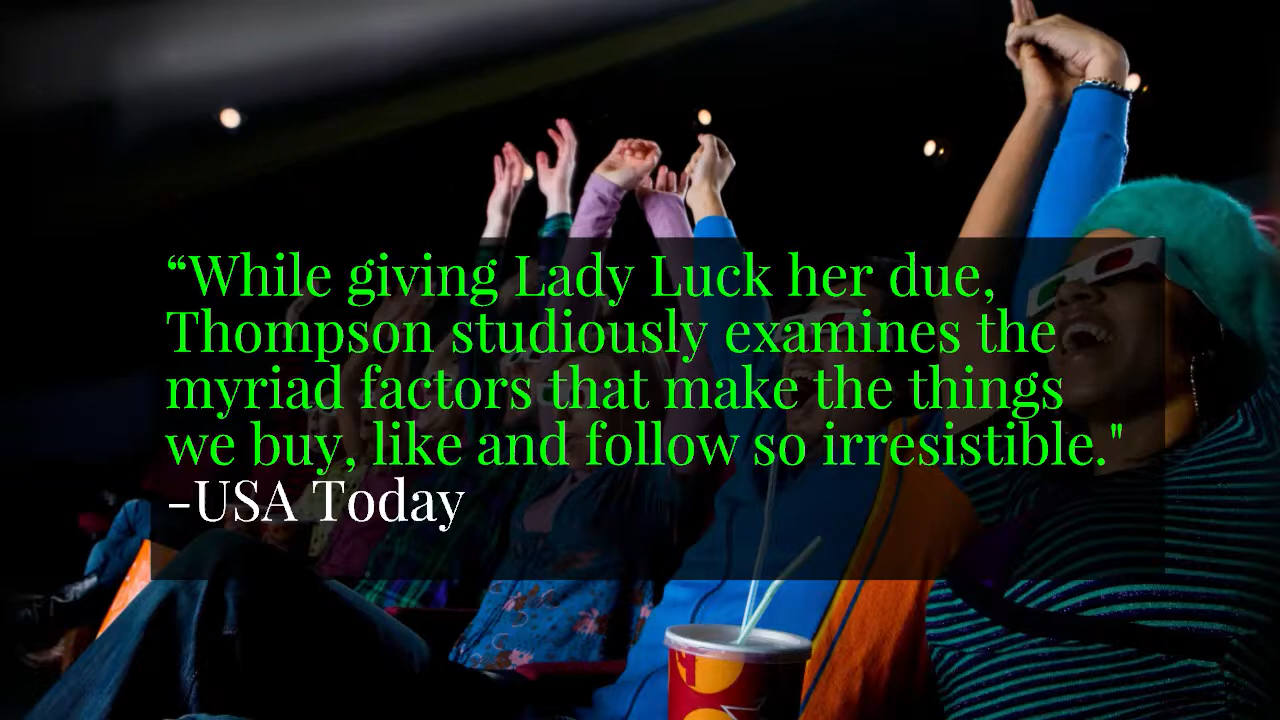 “While giving Lady Luck her due,
Thompson studiously examines the
myriad factors that make the things
we buy, like and follow so irresistible."
-USA Today